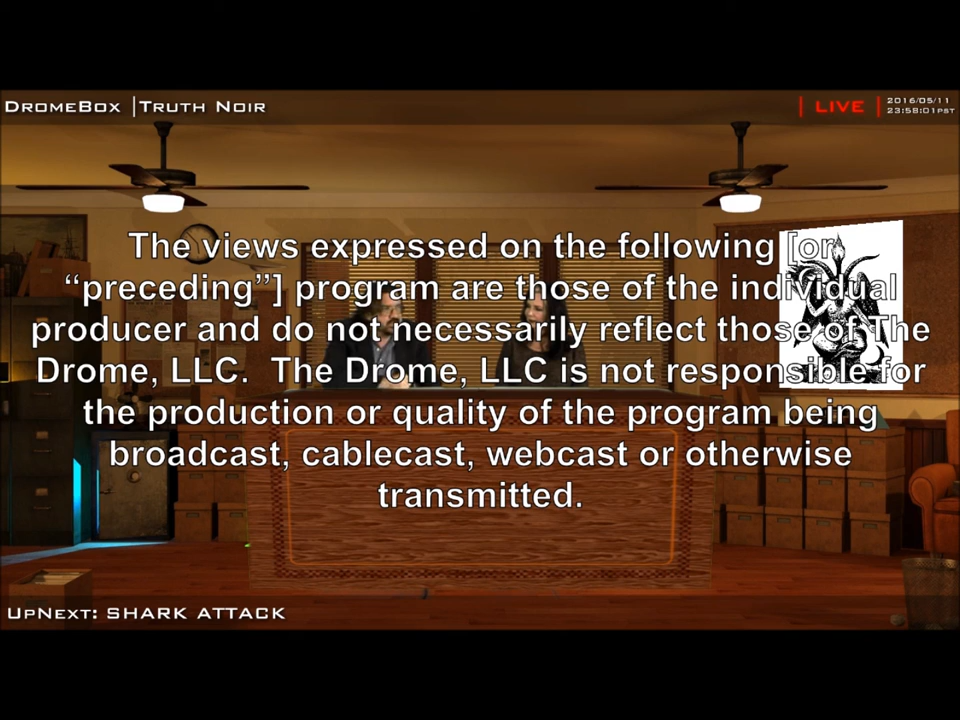 DROMEBOX | TRUTH NOIR
| LIVE | 2016/05/11
23:58:01PST
The views expressed on the following [or
“preceding”] program are those of the individual
producer and do not necessarily reflect those of The
Drome, LLC.  The Drome, LLC is not responsible for
the production or quality of the program being
broadcast, cablecast, webcast or otherwise
transmitted.
UPNEXT: SHARK ATTACK